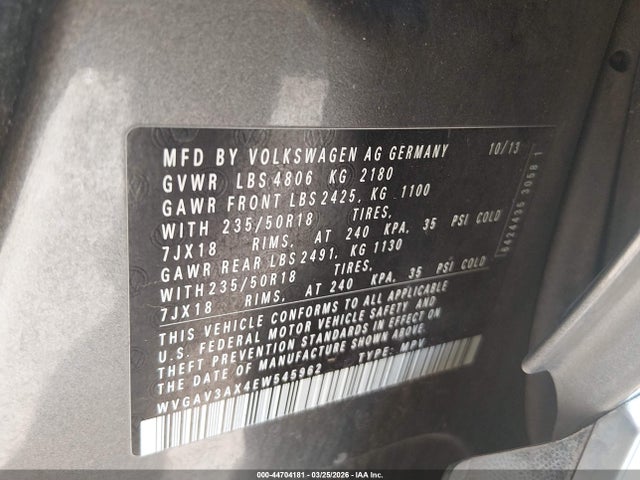 MFD BY VOLKSWAGEN AG GERMANY 10/13
GVWR LBS 4806 KG 2180
GAWR FRONT LBS 2425, KG 1100
WITH 235/50R18 TIRES,
7JX18 RIMS, AT 240 KPA, 35 PSI COLD
GAWR REAR LBS 2491, KG 1130
WITH 235/50R18 TIRES,
7JX18 RIMS, AT 240 KPA, 35 PSI COLD
THIS VEHICLE CONFORMS TO ALL APPLICABLE
U.S. FEDERAL MOTOR VEHICLE SAFETY AND
THEFT PREVENTION STANDARDS IN EFFECT ON
THE DATE OF MANUFACTURE SHOWN ABOVE.
WVGAV3AX4EW545962 TYPE: MPV
6424435 3058 1
000-44704181 | 03/25/2026 | IAA Inc.